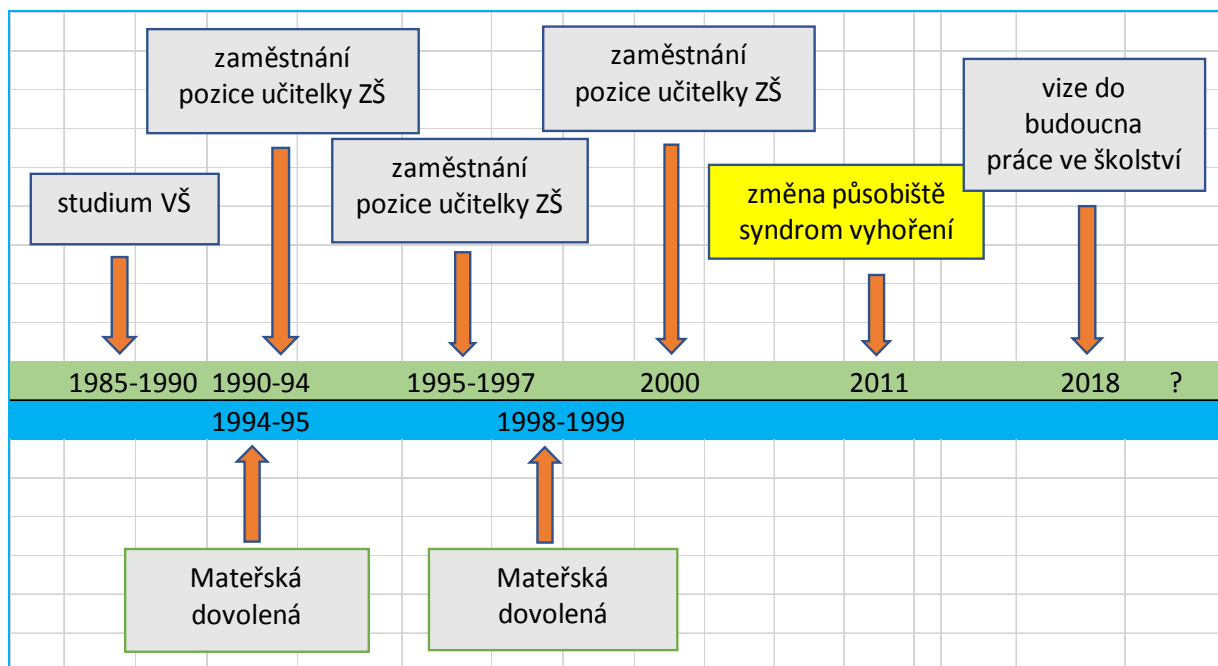 zaměstnání
pozice učitelky ZŠ
zaměstnání
pozice učitelky ZŠ
vize do
budoucna
práce ve školství
zaměstnání
pozice učitelky ZŠ
studium VŠ
změna působiště
syndrom vyhoření
1985-1990 1990-94 1995-1997 2000 2011 2018 ?
1994-95 1998-1999
Mateřská
dovolená
Mateřská
dovolená